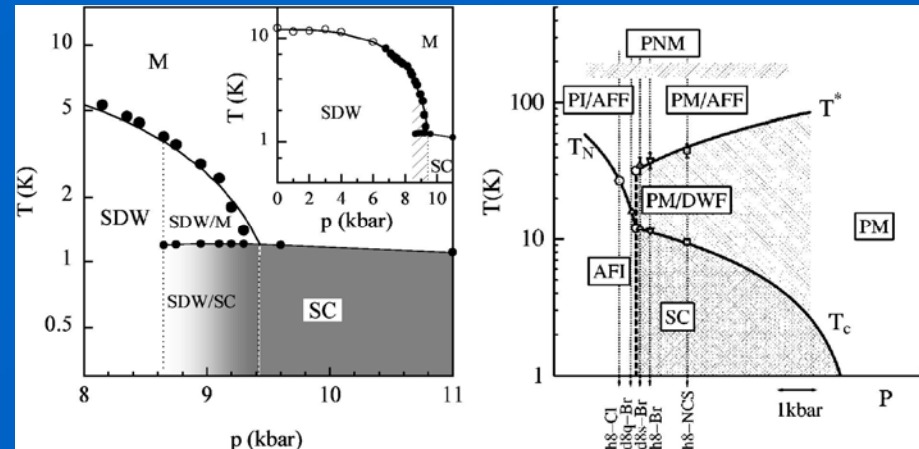 10
5
2
1
0.5
T (K)
M
SDW
SDW/M
SDW/SC
SC
8
9
10
11
p (kbar)
10
1
T (K)
M
SDW
SC
0
2
4
6
8
10
p (kbar)
PNM
PI/AFF
PM/AFF
T*
T_N
PM/DWF
PM
AFI
SC
T_c
100
10
1
T(K)
1kbar
P
h8-Cl
d8q-Br
d8s-Br
h8-Br
h8-NCS